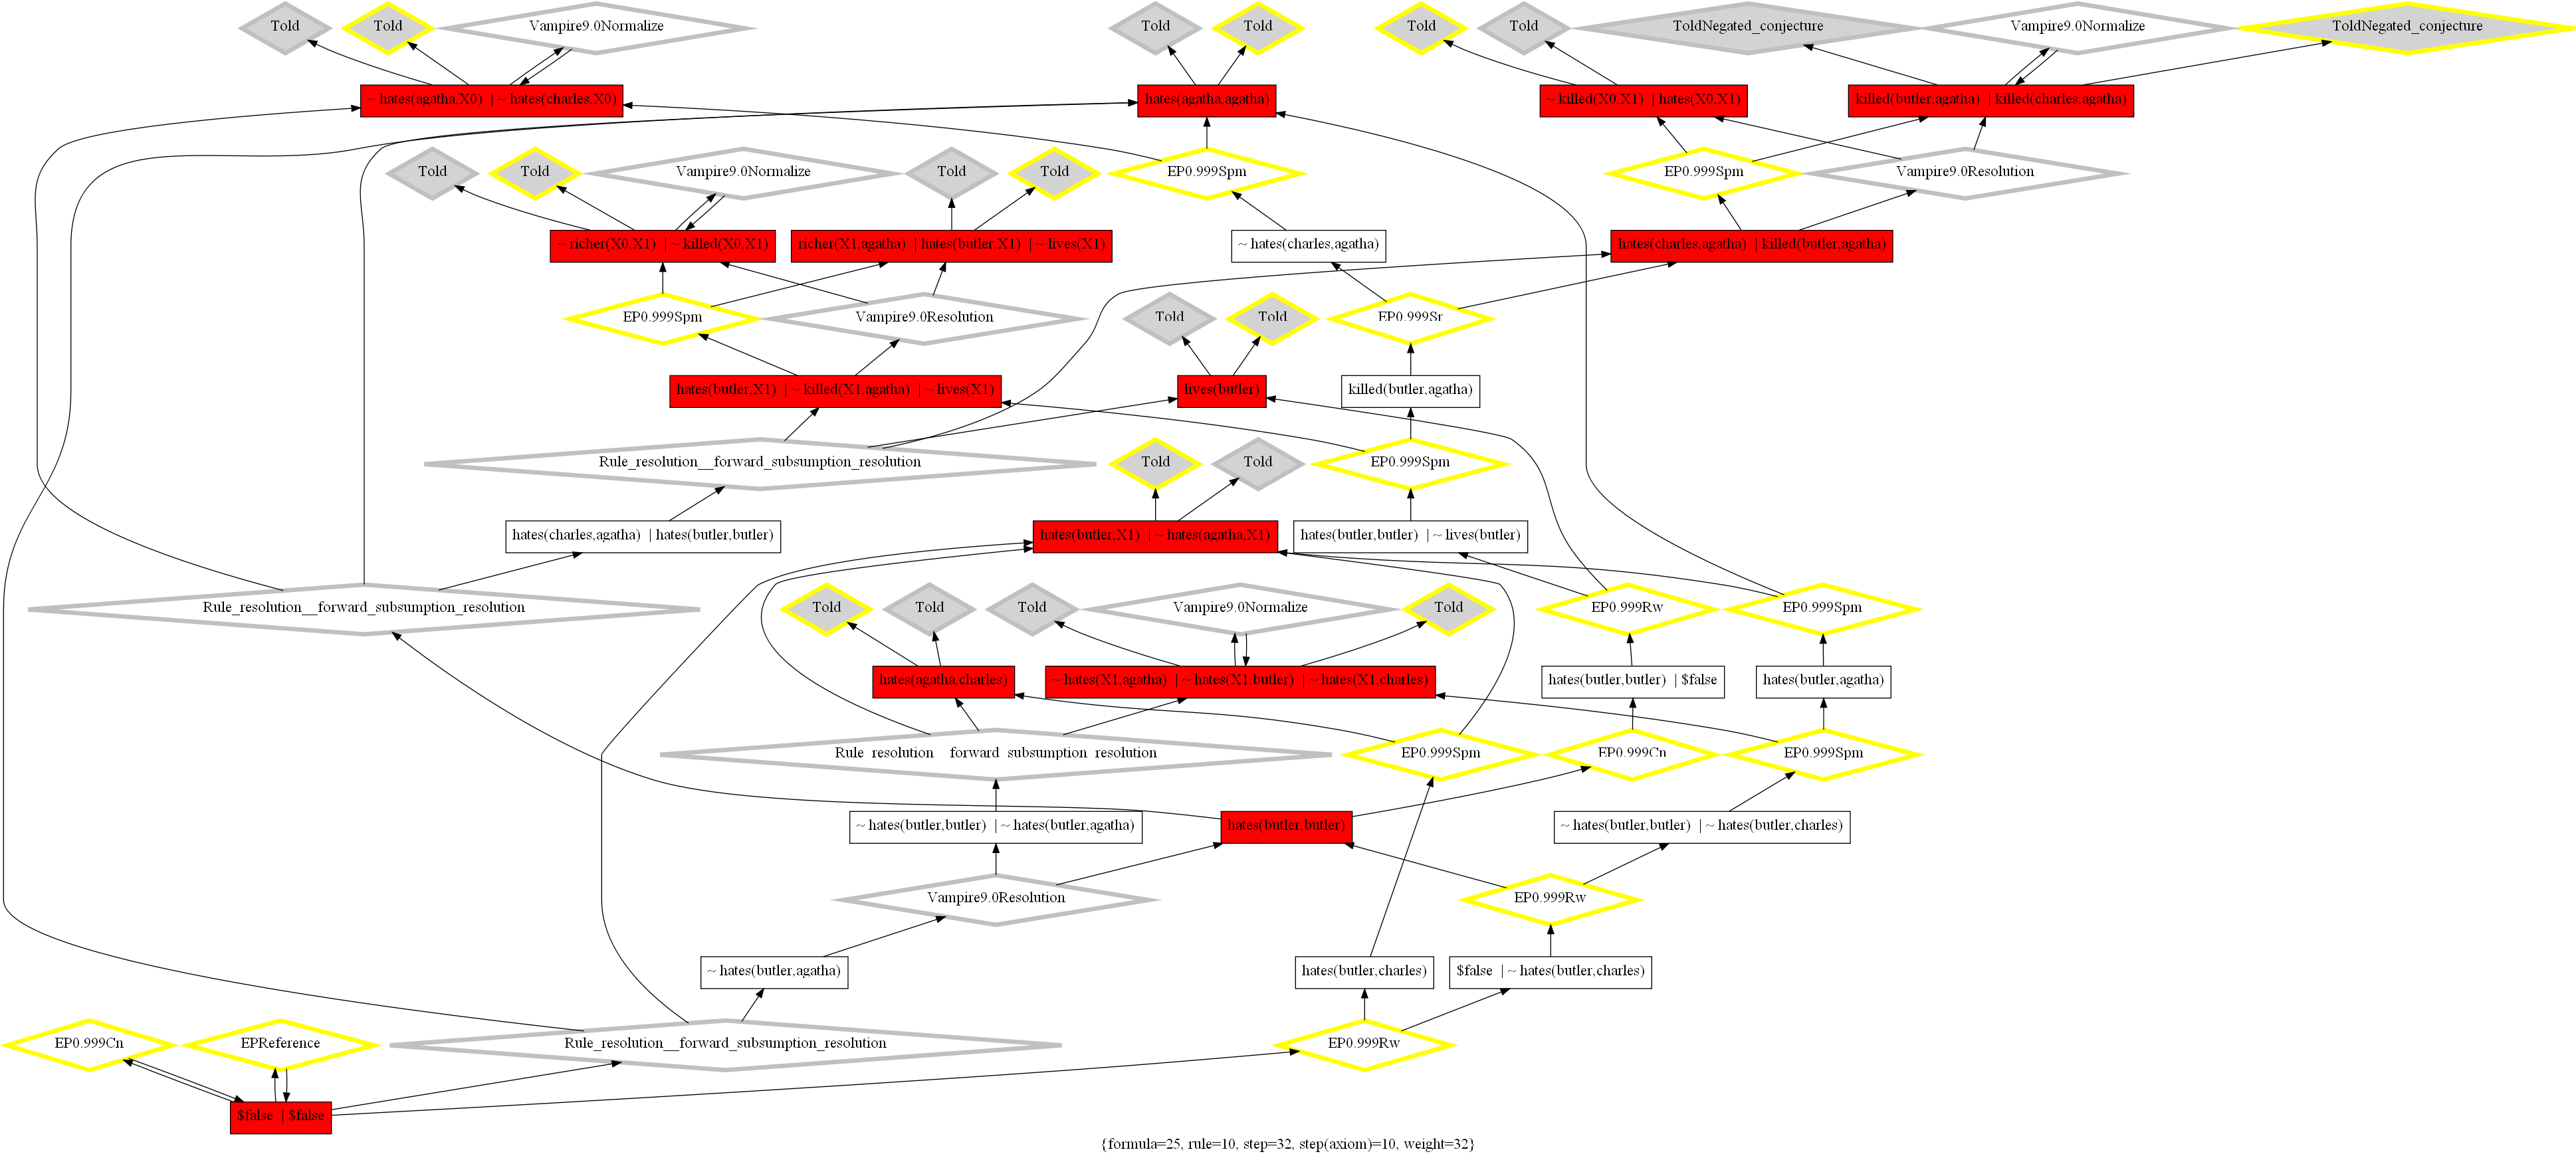 Told
Told
Vampire9.0Normalize
Told
Told
Told
Told
ToldNegated_conjecture
Vampire9.0Normalize
ToldNegated_conjecture
~ hates(agatha,X0) | ~ hates(charles,X0)
hates(agatha,agatha)
~ killed(X0,X1) | hates(X0,X1)
killed(butler,agatha) | killed(charles,agatha)
Told
Told
Vampire9.0Normalize
Told
Told
EP0.999Spm
EP0.999Spm
Vampire9.0Resolution
~ richer(X0,X1) | ~ killed(X0,X1)
richer(X1,agatha) | hates(butler,X1) | ~ lives(X1)
~ hates(charles,agatha)
hates(charles,agatha) | killed(butler,agatha)
EP0.999Spm
Vampire9.0Resolution
Told
Told
EP0.999Sr
hates(butler,X1) | ~ killed(X1,agatha) | ~ lives(X1)
lives(butler)
killed(butler,agatha)
Rule_resolution__forward_subsumption_resolution
Told
Told
EP0.999Spm
hates(charles,agatha) | hates(butler,butler)
hates(butler,X1) | ~ hates(agatha,X1)
hates(butler,butler) | ~ lives(butler)
Rule_resolution__forward_subsumption_resolution
Told
Told
Told
Vampire9.0Normalize
Told
EP0.999Rw
EP0.999Spm
hates(agatha,charles)
~ hates(X1,agatha) | ~ hates(X1,butler) | ~ hates(X1,charles)
hates(butler,butler) | $false
hates(butler,agatha)
Rule_resolution__forward_subsumption_resolution
EP0.999Spm
EP0.999Cn
EP0.999Spm
~ hates(butler,butler) | ~ hates(butler,agatha)
hates(butler,butler)
~ hates(butler,butler) | ~ hates(butler,charles)
Vampire9.0Resolution
EP0.999Rw
~ hates(butler,agatha)
hates(butler,charles)
$false | ~ hates(butler,charles)
EP0.999Cn
EPReference
Rule_resolution__forward_subsumption_resolution
EP0.999Rw
$false | $false
{formula=25, rule=10, step=32, step(axiom)=10, weight=32}